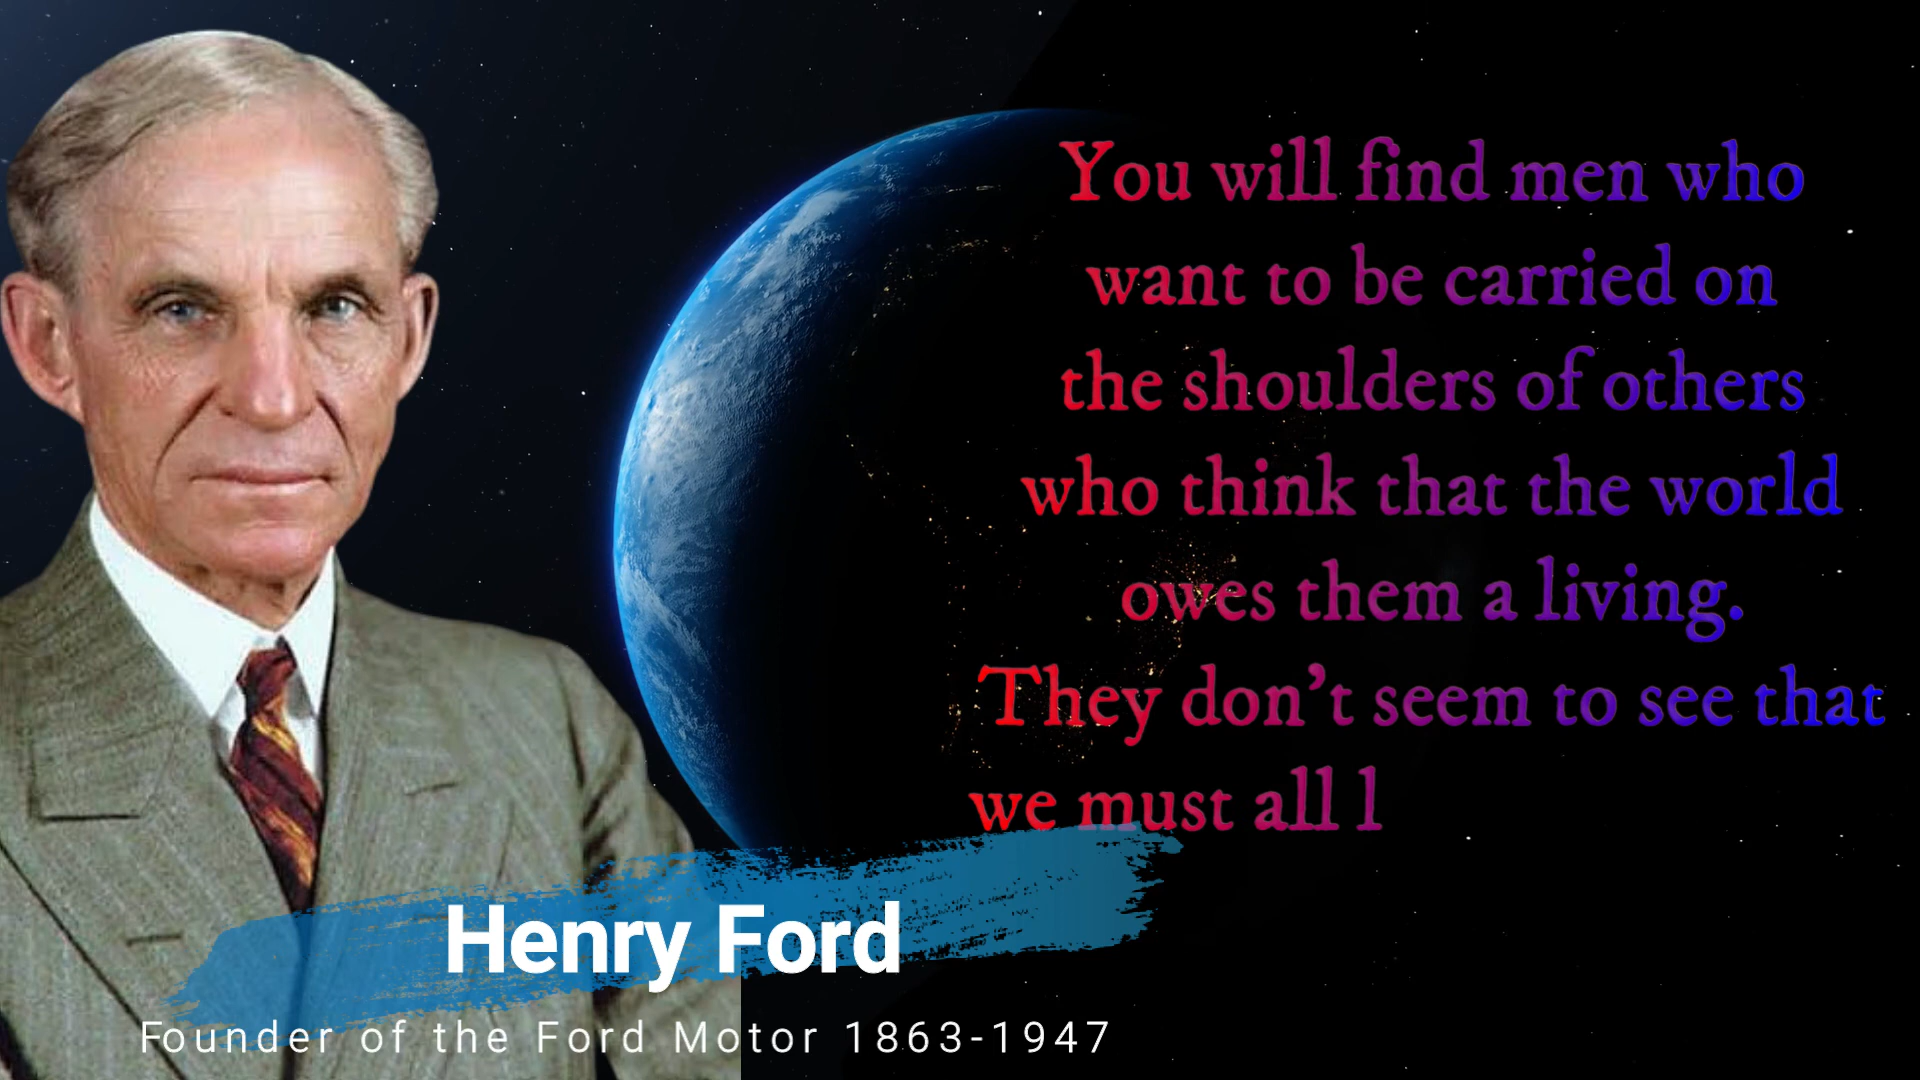 You will find men who
want to be carried on
the shoulders of others
who think that the world
owes them a living.
They don’t seem to see that
we must all l
Henry Ford
Founder of the Ford Motor 1863-1947